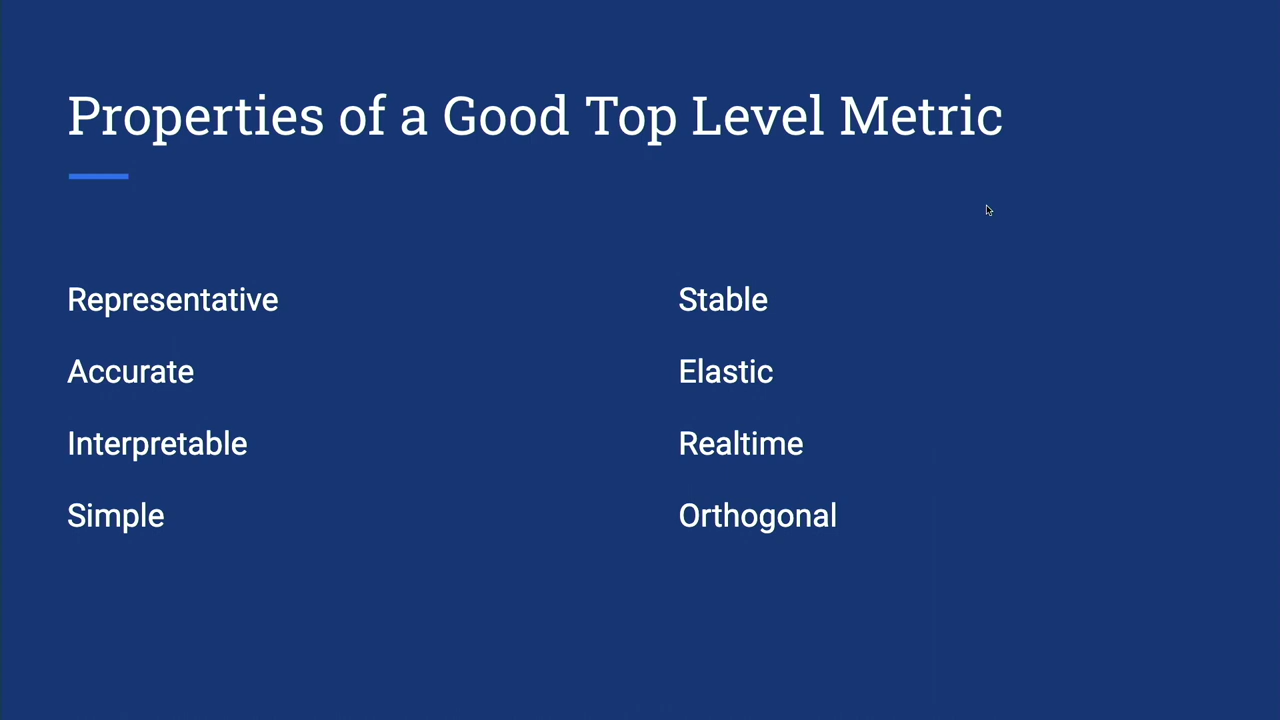 Properties of a Good Top Level Metric
Representative
Accurate
Interpretable
Simple
Stable
Elastic
Realtime
Orthogonal